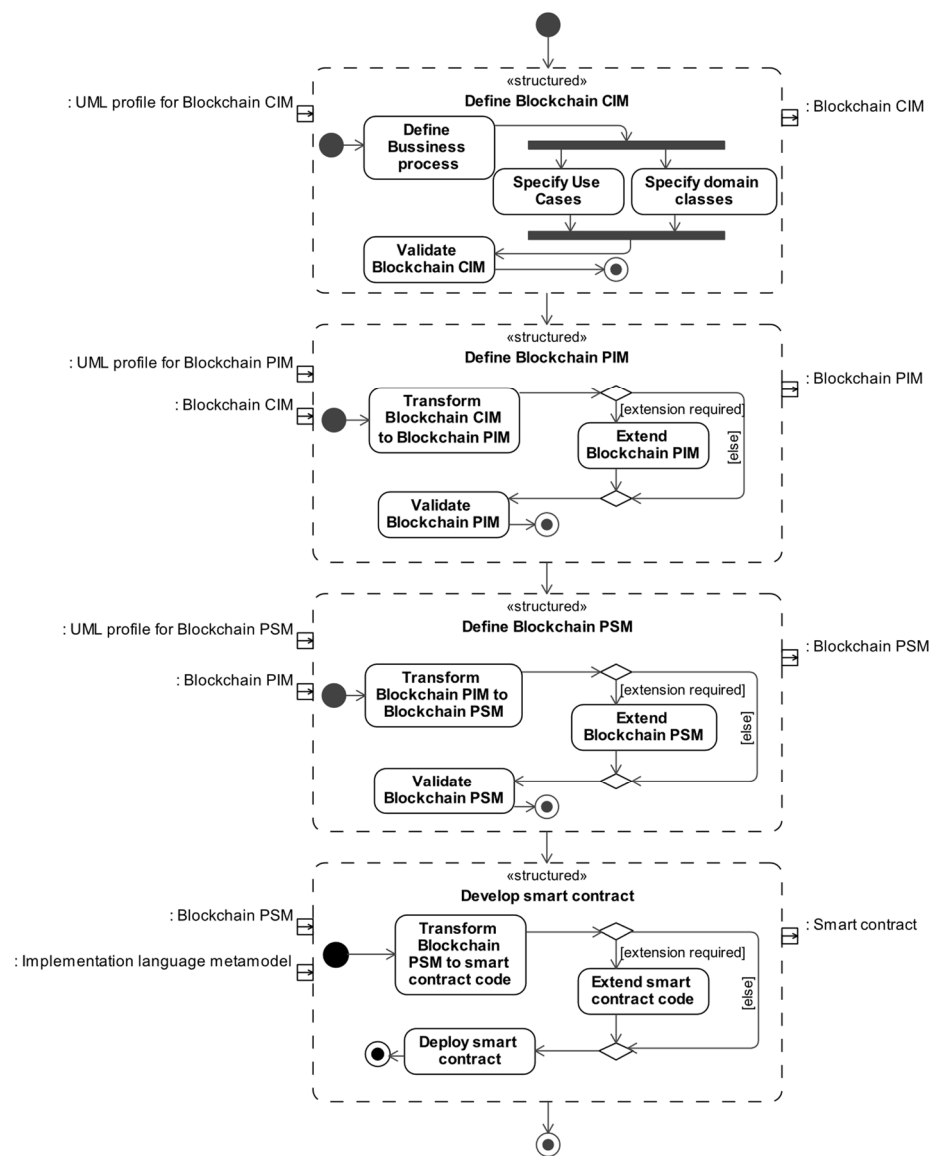 «structured»
Define Blockchain CIM
: UML profile for Blockchain CIM
: Blockchain CIM
Define
Bussiness
process
Specify Use
Cases
Specify domain
classes
Validate
Blockchain CIM
«structured»
Define Blockchain PIM
: UML profile for Blockchain PIM
: Blockchain PIM
: Blockchain CIM
Transform
Blockchain CIM
to Blockchain PIM
[extension required]
Extend
Blockchain PIM
[else]
Validate
Blockchain PIM
«structured»
Define Blockchain PSM
: UML profile for Blockchain PSM
: Blockchain PSM
: Blockchain PIM
Transform
Blockchain PIM to
Blockchain PSM
[extension required]
Extend
Blockchain PSM
[else]
Validate
Blockchain PSM
«structured»
Develop smart contract
: Blockchain PSM
: Smart contract
: Implementation language metamodel
Transform
Blockchain
PSM to smart
contract code
[extension required]
Extend smart
contract code
[else]
Deploy smart
contract